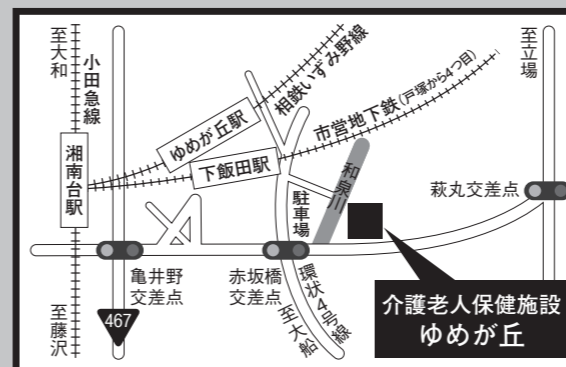 至大和
小田急線
湘南台駅
至藤沢
467
ゆめが丘駅
相鉄いずみ野線
下飯田駅
市営地下鉄(戸塚から4つ目)
和泉川
駐車場
亀井野
交差点
赤坂橋
交差点
環状4号線
至大船
至立場
萩丸交差点
介護老人保健施設
ゆめが丘